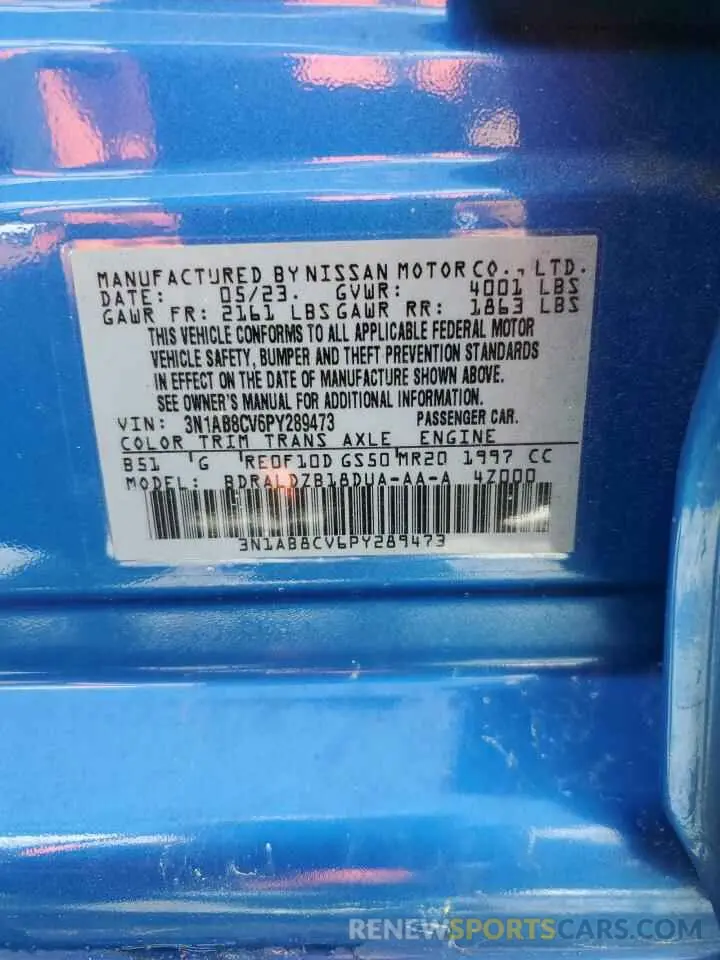 MANUFACTURED BY NISSAN MOTOR CO., LTD.
DATE: 05/23. GVWR: 4001 LBS
GAWR FR: 2161 LBS GAWR RR: 1863 LBS
THIS VEHICLE CONFORMS TO ALL APPLICABLE FEDERAL MOTOR
VEHICLE SAFETY, BUMPER AND THEFT PREVENTION STANDARDS
IN EFFECT ON THE DATE OF MANUFACTURE SHOWN ABOVE.
SEE OWNER'S MANUAL FOR ADDITIONAL INFORMATION.
VIN: 3N1AB8CV6PY289473 PASSENGER CAR.
COLOR TRIM TRANS AXLE ENGINE
B51 G RE0F10D GS50 MR20 1997 CC
MODEL: BDRALDZB18DUA-AA-A 4Z000
3N1AB8CV6PY289473
RENEWSPORTSCARS.COM